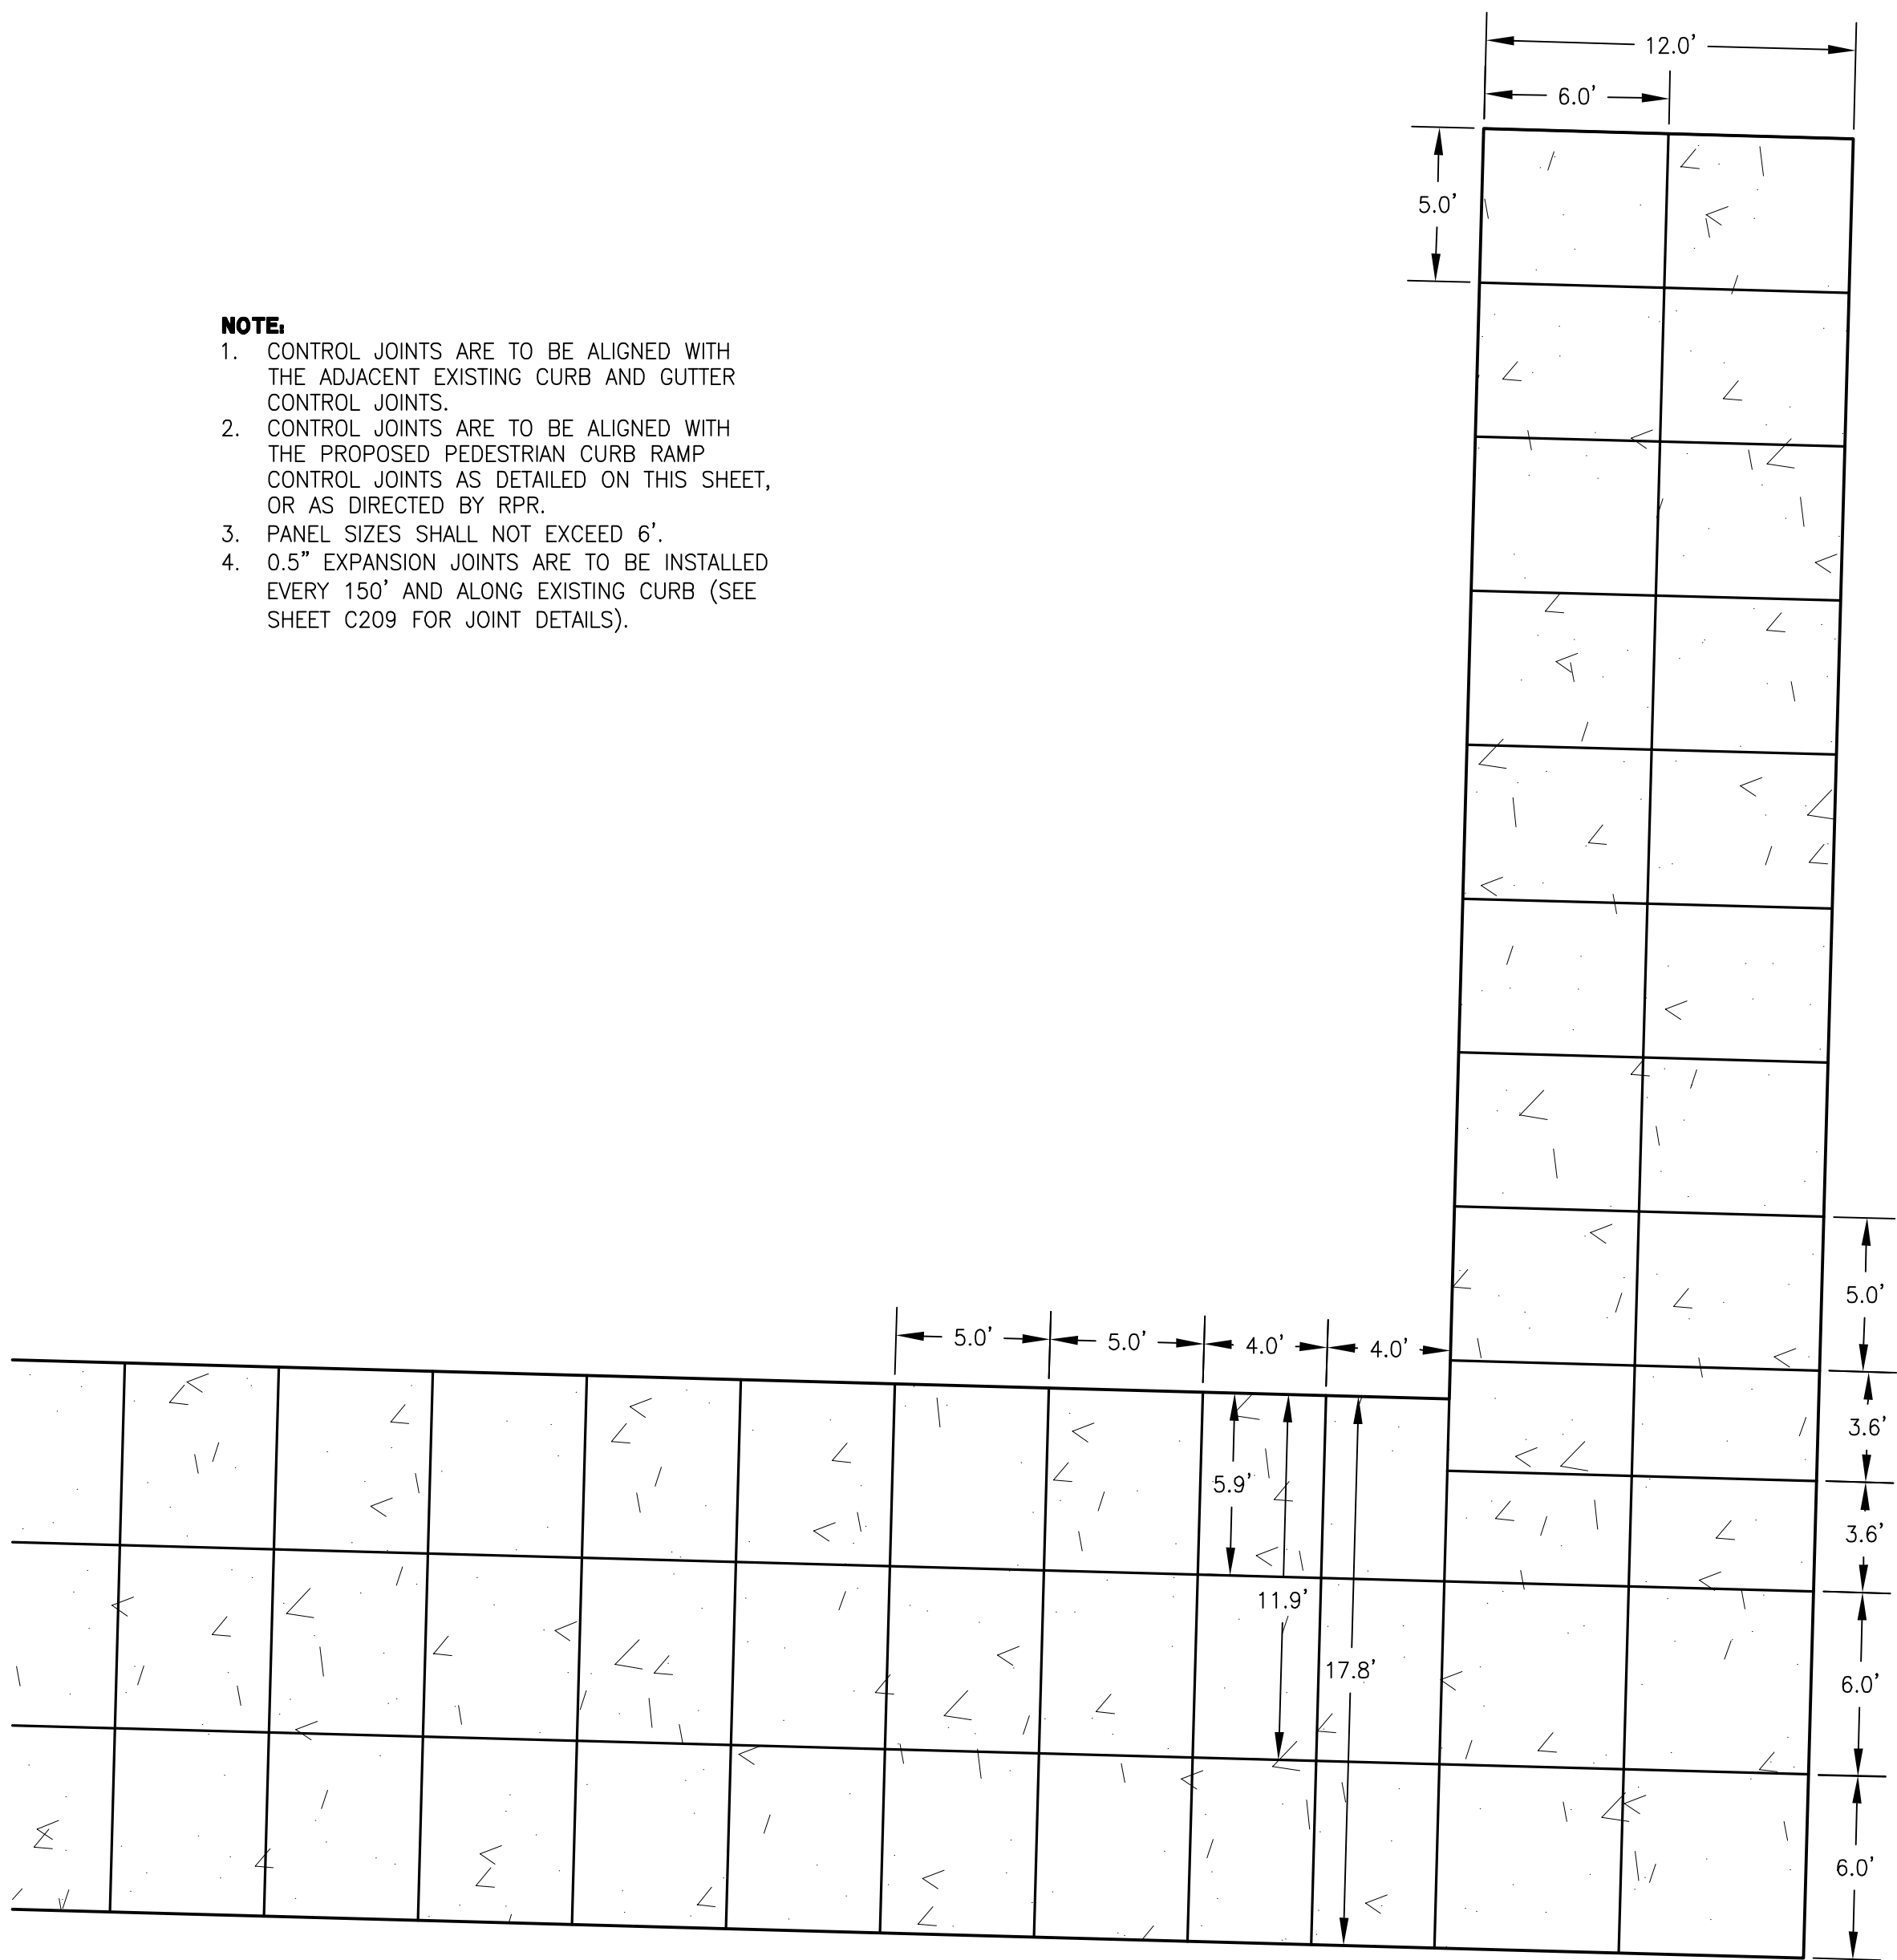 12.0'
6.0'
5.0'
NOTE:
1. CONTROL JOINTS ARE TO BE ALIGNED WITH
THE ADJACENT EXISTING CURB AND GUTTER
CONTROL JOINTS.
2. CONTROL JOINTS ARE TO BE ALIGNED WITH
THE PROPOSED PEDESTRIAN CURB RAMP
CONTROL JOINTS AS DETAILED ON THIS SHEET,
OR AS DIRECTED BY RPR.
3. PANEL SIZES SHALL NOT EXCEED 6'.
4. 0.5" EXPANSION JOINTS ARE TO BE INSTALLED
EVERY 150' AND ALONG EXISTING CURB (SEE
SHEET C209 FOR JOINT DETAILS).
5.0'
5.0' 5.0' 4.0' 4.0'
3.6'
5.9'
3.6'
11.9'
17.8'
6.0'
6.0'